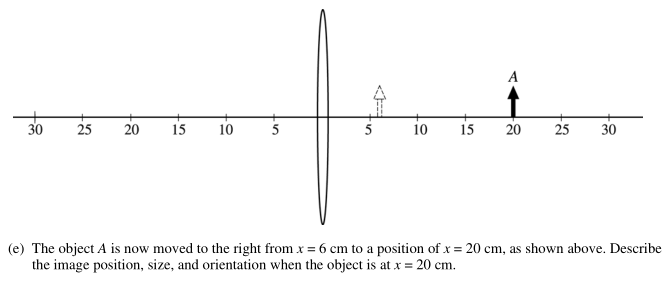 A
30 25 20 15 10 5 5 10 15 20 25 30
(e) The object A is now moved to the right from x = 6 cm to a position of x = 20 cm, as shown above. Describe
the image position, size, and orientation when the object is at x = 20 cm.